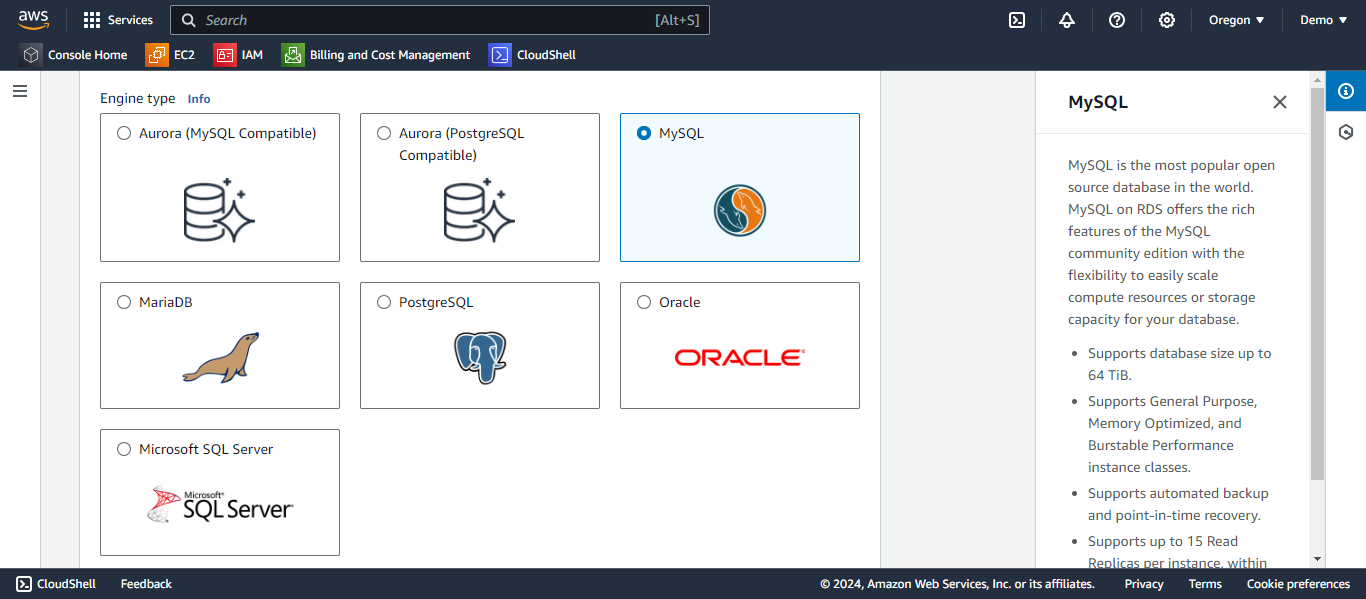 aws
Services
Search
[Alt+S]
Oregon
Demo
Console Home
EC2
IAM
Billing and Cost Management
CloudShell
Engine type
Info
Aurora (MySQL Compatible)
Aurora (PostgreSQL
Compatible)
MySQL
MariaDB
PostgreSQL
Oracle
ORACLE®
Microsoft SQL Server
Microsoft®
SQL Server®
MySQL
MySQL is the most popular open
source database in the world.
MySQL on RDS offers the rich
features of the MySQL
community edition with the
flexibility to easily scale
compute resources or storage
capacity for your database.
• Supports database size up to
64 TiB.
• Supports General Purpose,
Memory Optimized, and
Burstable Performance
instance classes.
• Supports automated backup
and point-in-time recovery.
• Supports up to 15 Read
Replicas per instance, within
CloudShell
Feedback
© 2024, Amazon Web Services, Inc. or its affiliates.
Privacy
Terms
Cookie preferences